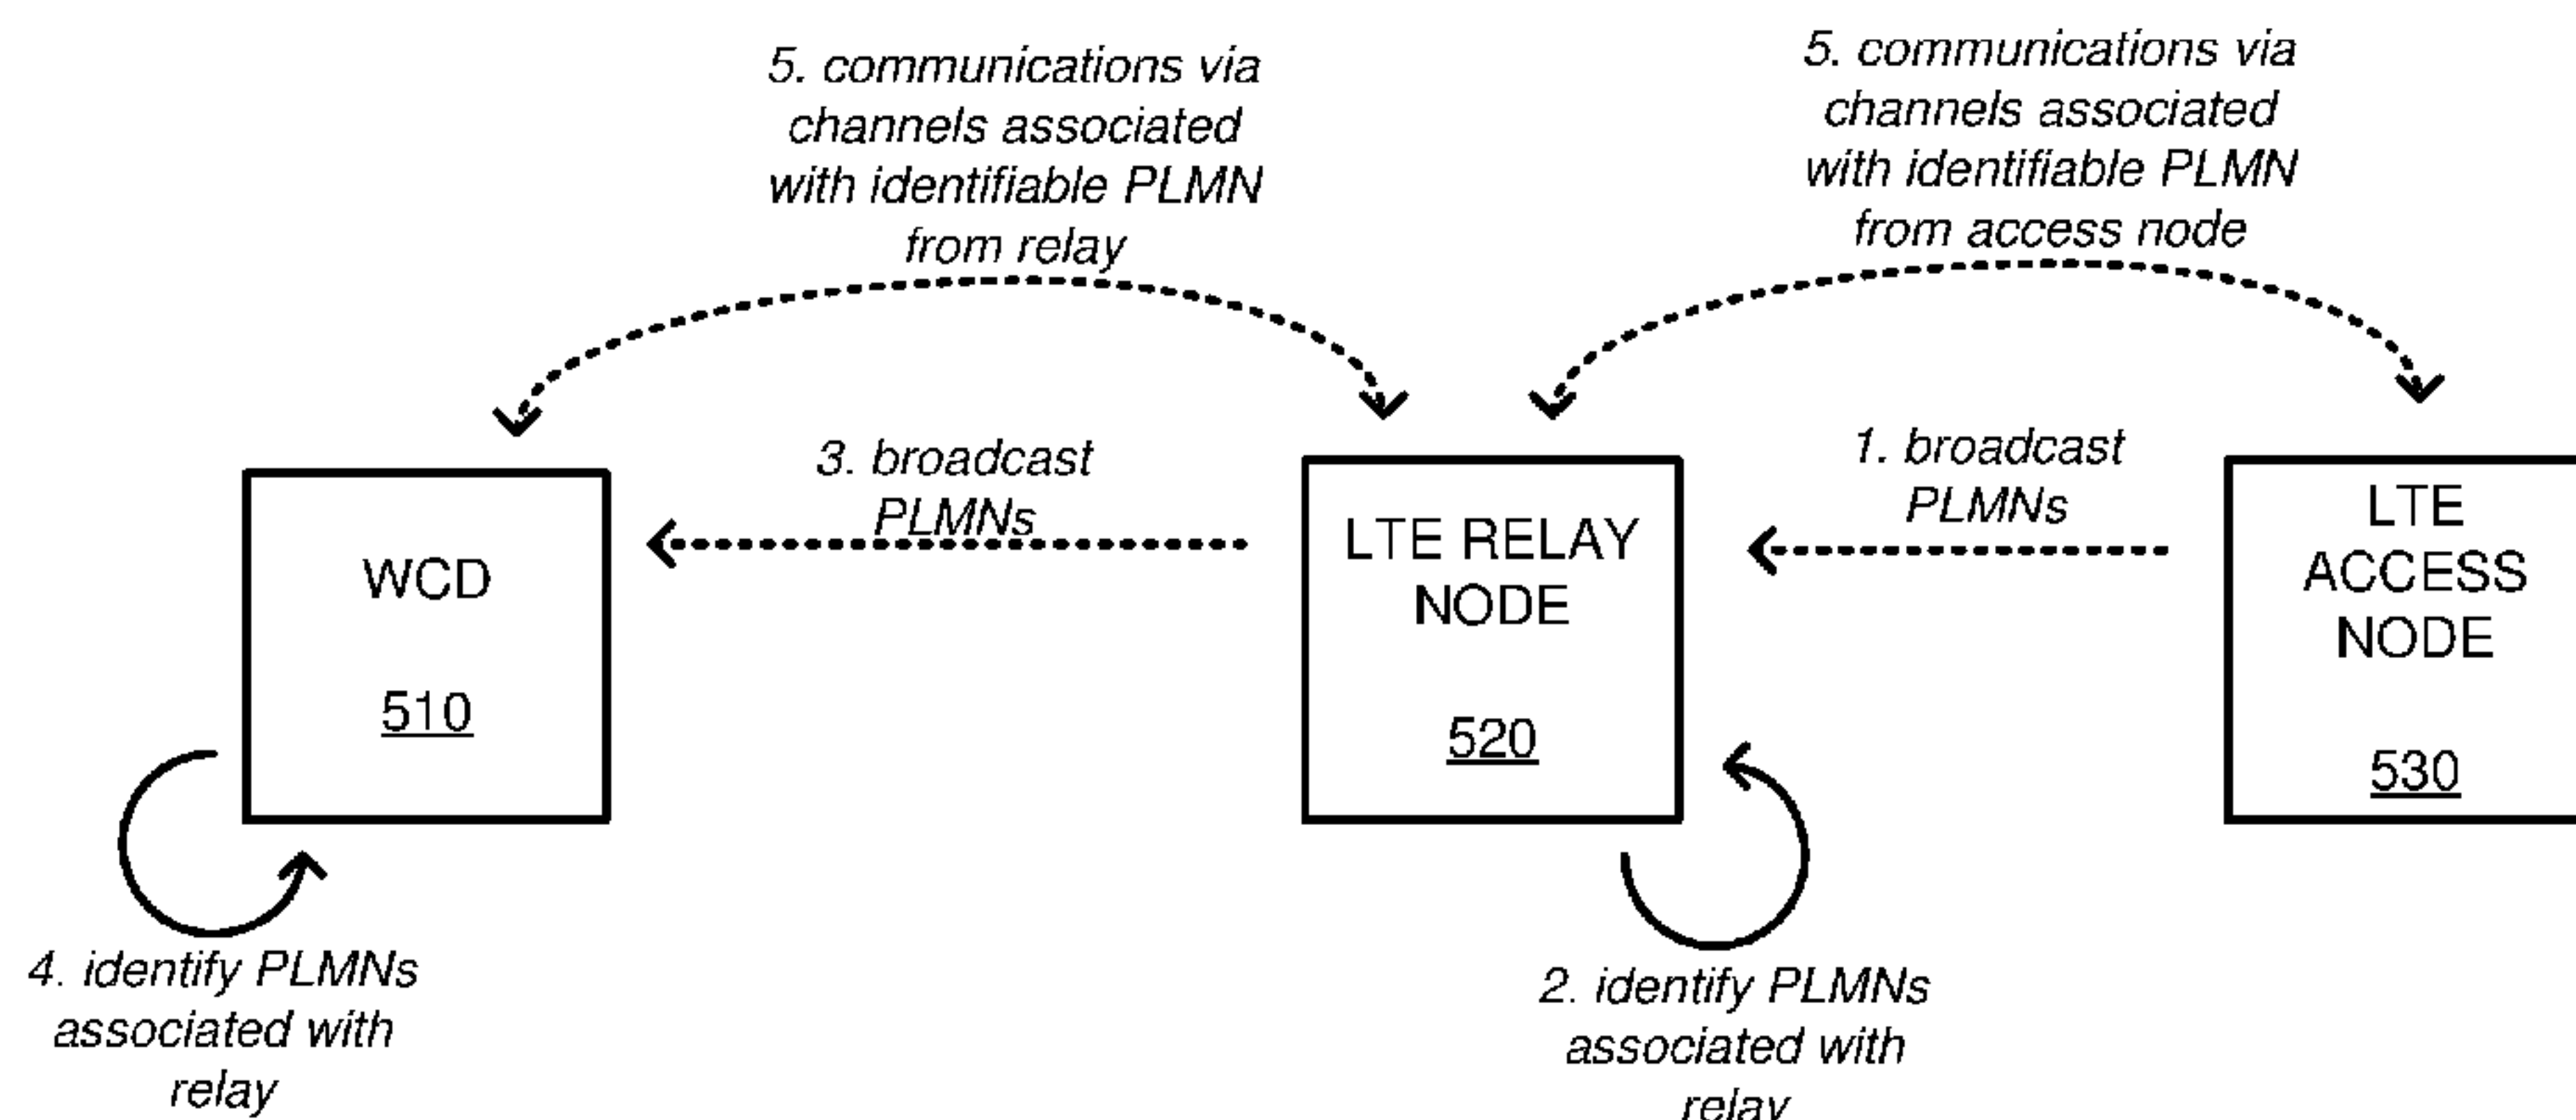 5. communications via
channels associated
with identifiable PLMN
from relay
5. communications via
channels associated
with identifiable PLMN
from access node
3. broadcast
PLMNs
1. broadcast
PLMNs
WCD
510
LTE RELAY
NODE
520
LTE
ACCESS
NODE
530
4. identify PLMNs
associated with
relay
2. identify PLMNs
associated with
relay